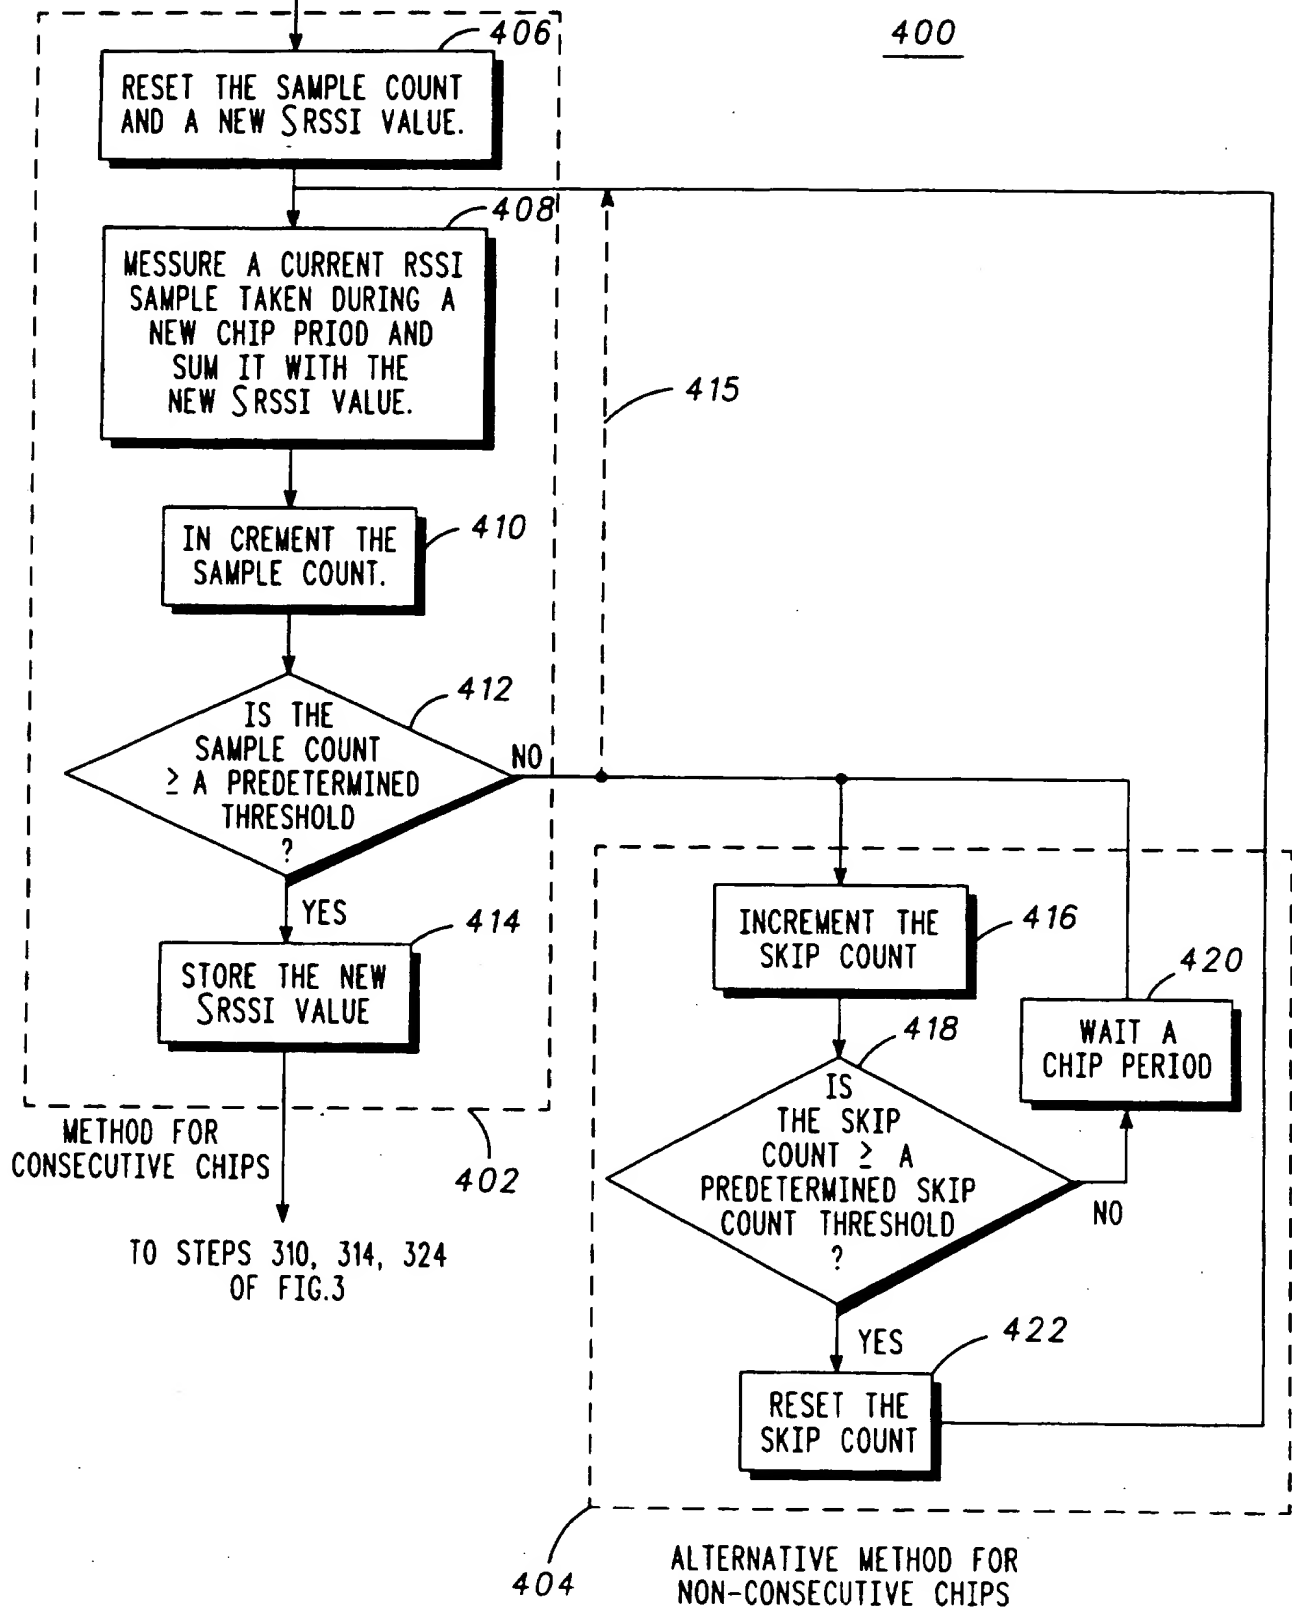 400
406
RESET THE SAMPLE COUNT
AND A NEW SRSSI VALUE.
408
MESSURE A CURRENT RSSI
SAMPLE TAKEN DURING A
NEW CHIP PRIOD AND
SUM IT WITH THE
NEW SRSSI VALUE.
415
410
IN CREMENT THE
SAMPLE COUNT.
412
IS THE
SAMPLE COUNT
≥ A PREDETERMINED
THRESHOLD
?
NO
YES
414
STORE THE NEW
SRSSI VALUE
METHOD FOR
CONSECUTIVE CHIPS
402
TO STEPS 310, 314, 324
OF FIG.3
INCREMENT THE
SKIP COUNT
416
420
WAIT A
CHIP PERIOD
418
IS
THE SKIP
COUNT ≥ A
PREDETERMINED SKIP
COUNT THRESHOLD
?
NO
YES
422
RESET THE
SKIP COUNT
404
ALTERNATIVE METHOD FOR
NON-CONSECUTIVE CHIPS